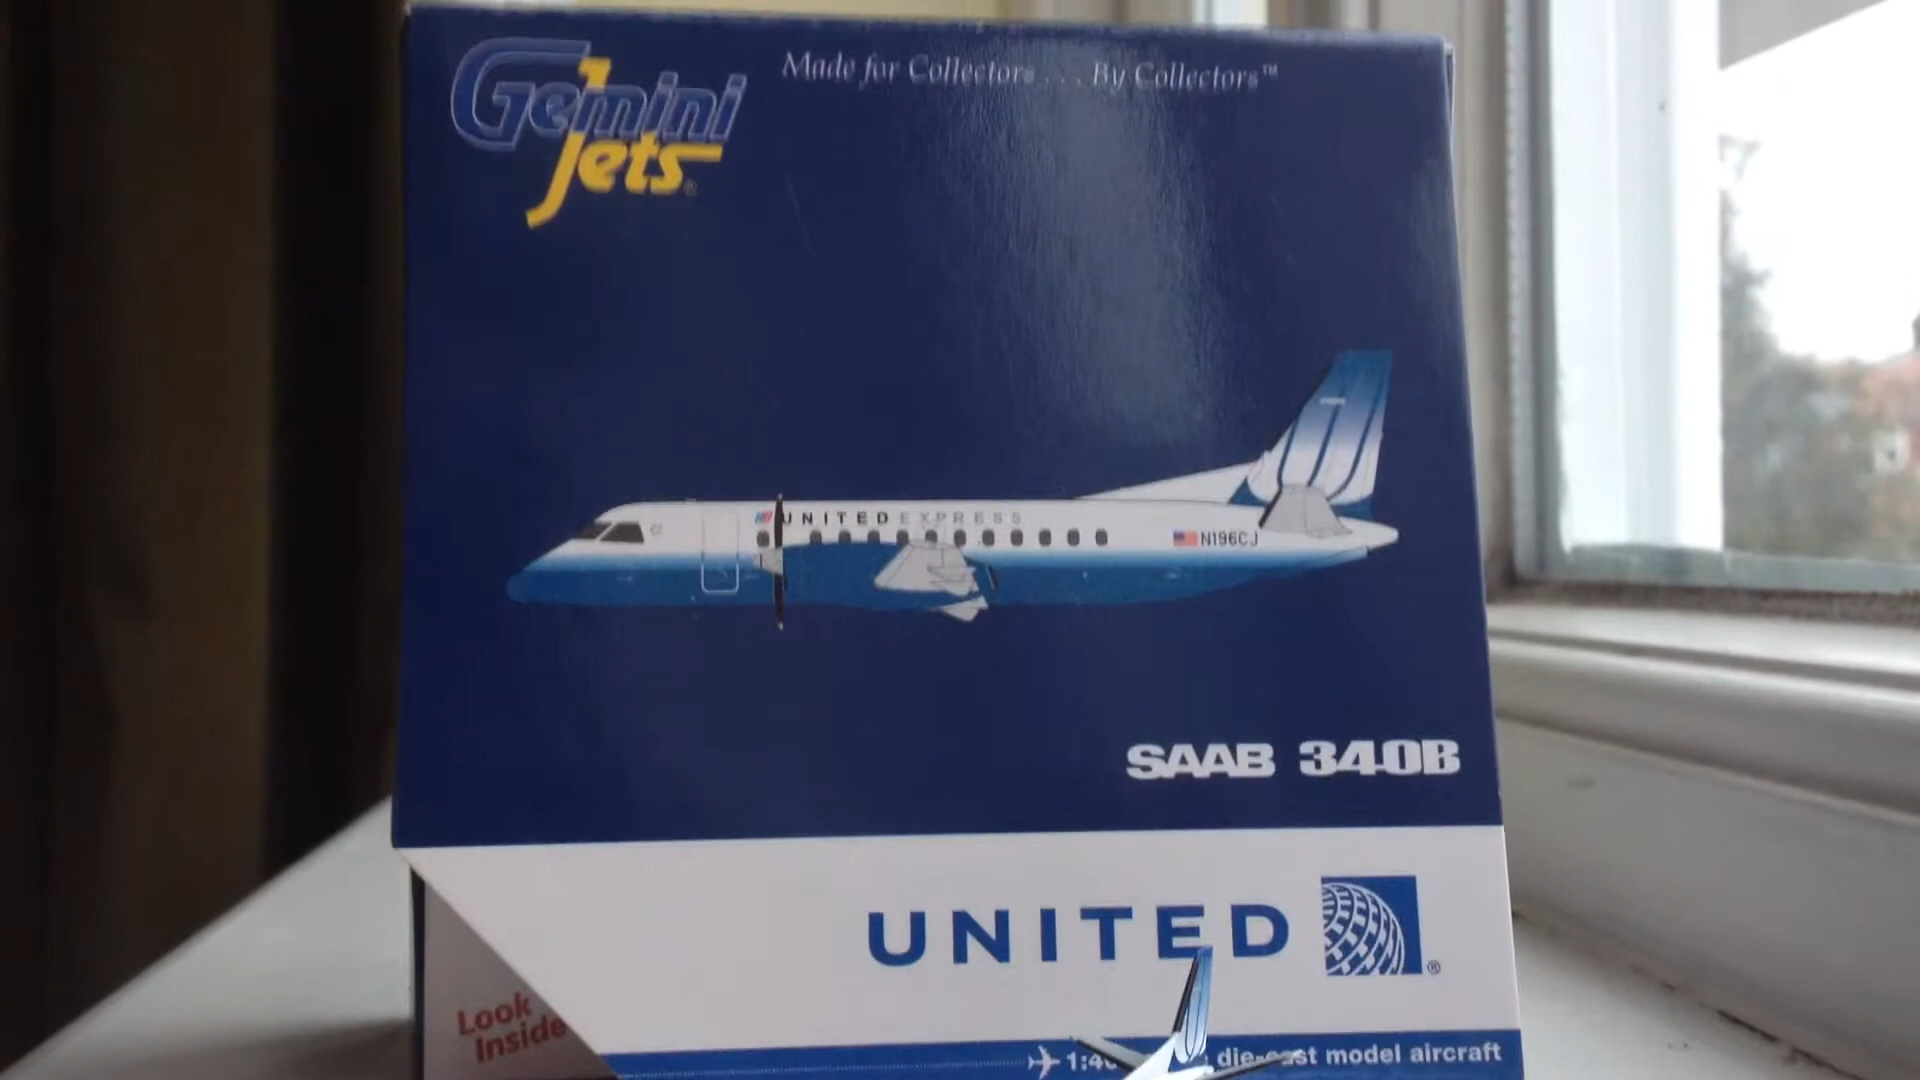 Gemini Jets®
Made for Collectors . . . By Collectors™
UNITED EXPRESS
N196CJ
SAAB 340B
UNITED ®
Look
Inside
die-cast model aircraft